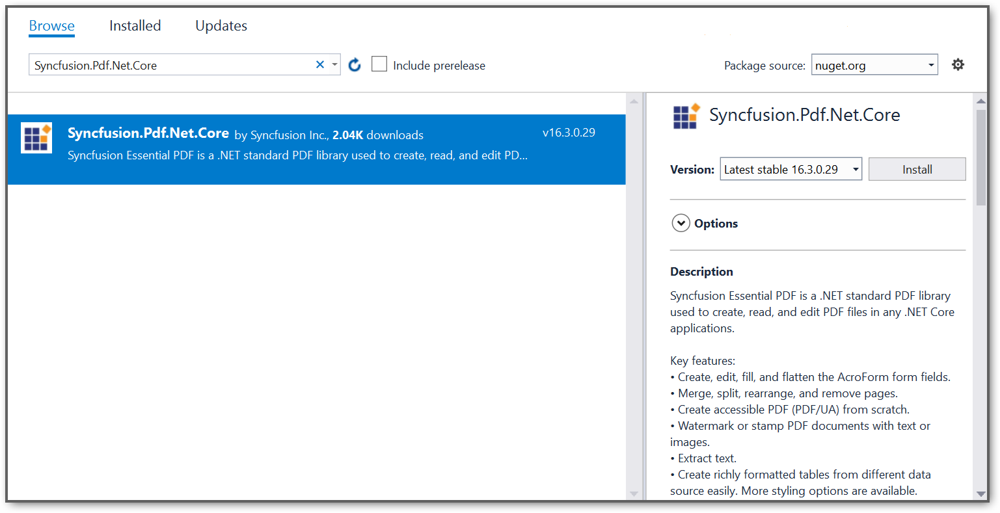 Browse Installed Updates
Syncfusion.Pdf.Net.Core Include prerelease Package source: nuget.org
Syncfusion.Pdf.Net.Core by Syncfusion Inc., 2.04K downloads v16.3.0.29
Syncfusion Essential PDF is a .NET standard PDF library used to create, read, and edit PD...
Syncfusion.Pdf.Net.Core
Version: Latest stable 16.3.0.29 Install
Options
Description
Syncfusion Essential PDF is a .NET standard PDF library
used to create, read, and edit PDF files in any .NET Core
applications.
Key features:
• Create, edit, fill, and flatten the AcroForm form fields.
• Merge, split, rearrange, and remove pages.
• Create accessible PDF (PDF/UA) from scratch.
• Watermark or stamp PDF documents with text or
images.
• Extract text.
• Create richly formatted tables from different data
source easily. More styling options are available.